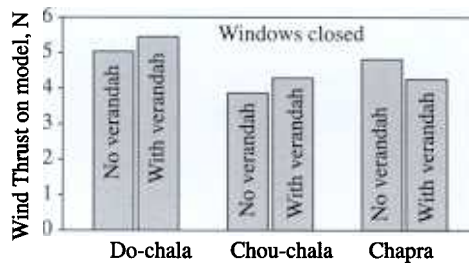 Wind Thrust on model, N
6
5
4
3
2
1
0
Windows closed
No verandah
With verandah
No verandah
With verandah
No verandah
With verandah
Do-chala Chou-chala Chapra